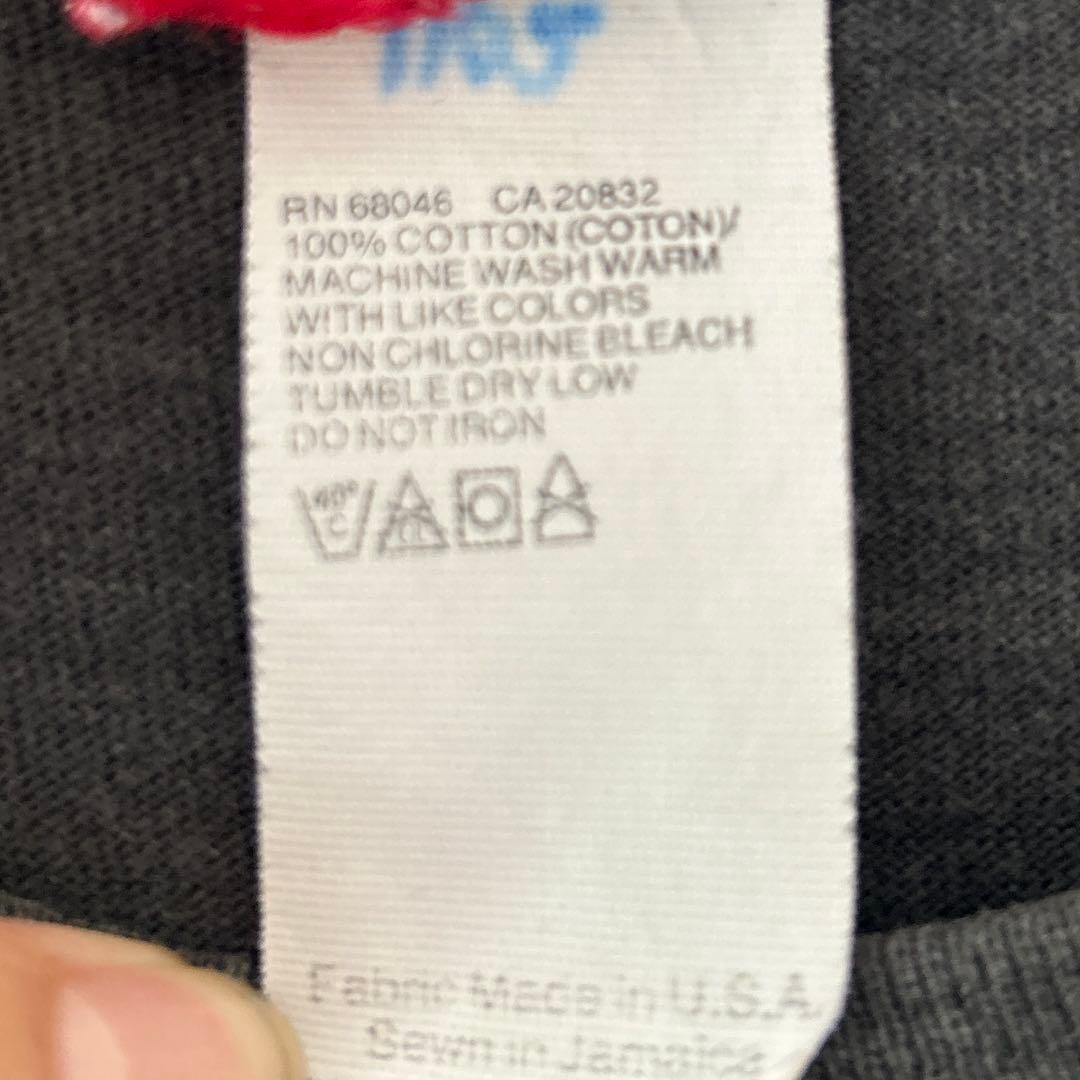 RN 68046 CA 20832
100% COTTON (COTON)/
MACHINE WASH WARM
WITH LIKE COLORS
NON CHLORINE BLEACH
TUMBLE DRY LOW
DO NOT IRON
40°
C
Fabric Made in U.S.A.
Sewn in Jamaica